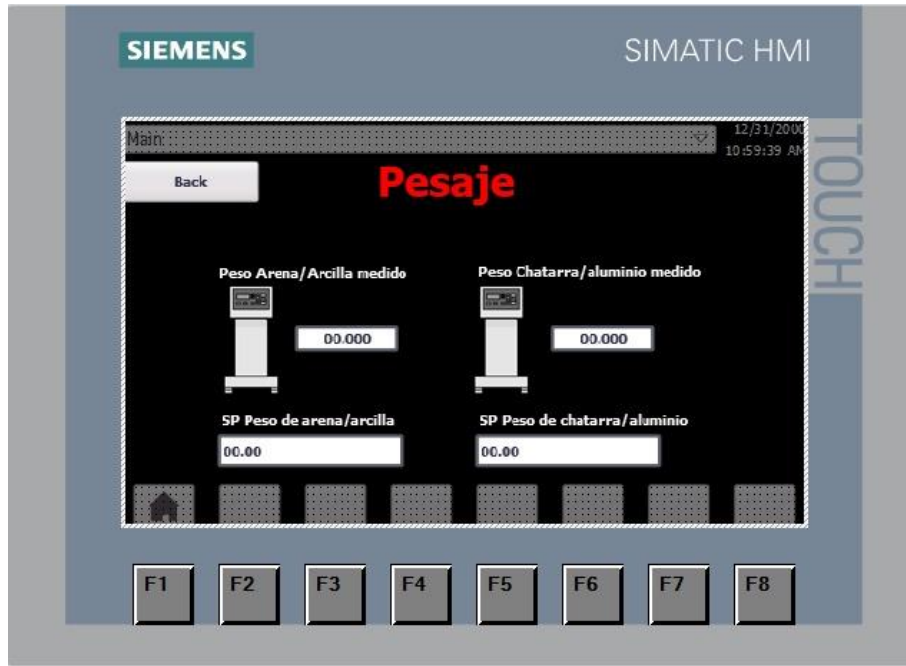 SIEMENS
SIMATIC HMI
TOUCH
Main
12/31/2000
10:59:39 AM
Back
Pesaje
Peso Arena/Arcilla medido
Peso Chatarra/aluminio medido
00.000
00.000
SP Peso de arena/arcilla
SP Peso de chatarra/aluminio
00.00
00.00
F1
F2
F3
F4
F5
F6
F7
F8